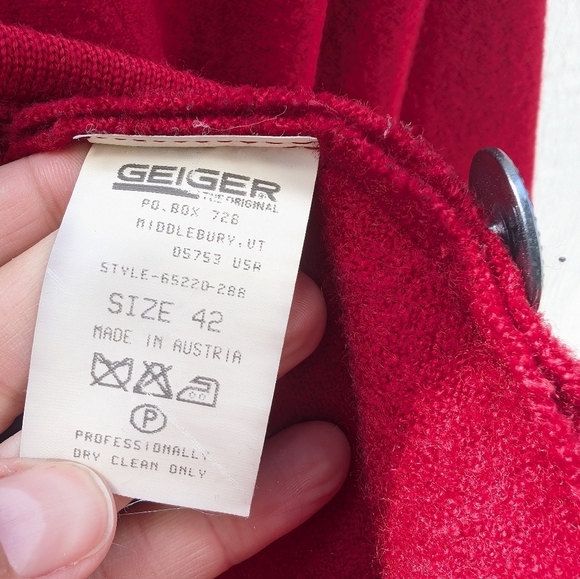 GEIGER®
THE ORIGINAL
PO.BOX 728
MIDDLEBURY,VT
05753 USA
STYLE-65220-288
SIZE 42
MADE IN AUSTRIA
P
PROFESSIONALLY
DRY CLEAN ONLY